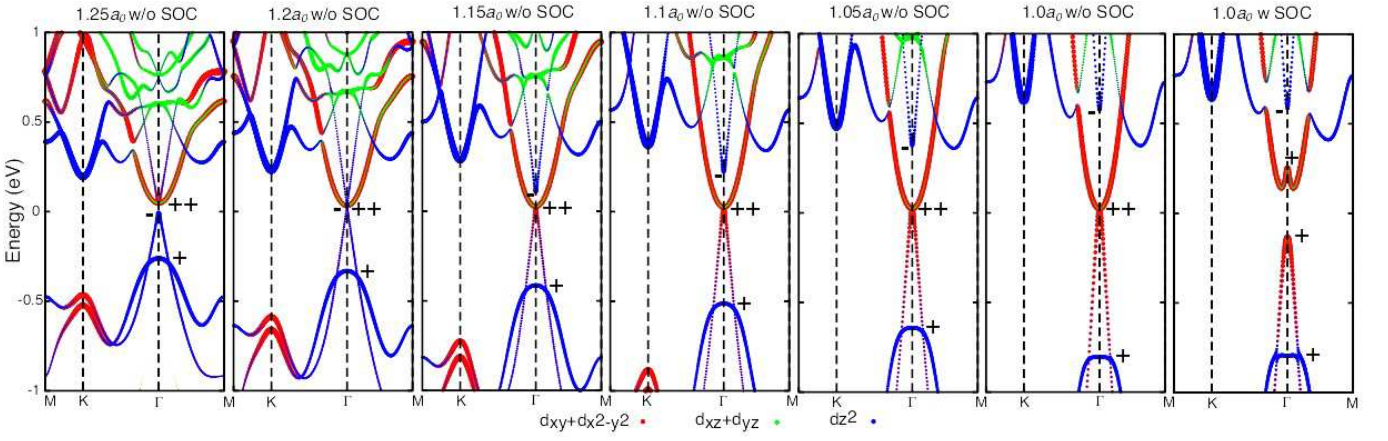 1.25a₀ w/o SOC 1.2a₀ w/o SOC 1.15a₀ w/o SOC 1.1a₀ w/o SOC 1.05a₀ w/o SOC 1.0a₀ w/o SOC 1.0a₀ w SOC
1
0.5
0
-0.5
-1
Energy (eV)
- + + - + + - + + - + + - + + - + + - +
+ + + + + + + +
M K Γ M K Γ M K Γ M K Γ M K Γ M K Γ M K Γ M
dxy+dx2-y2 dxz+dyz dz2